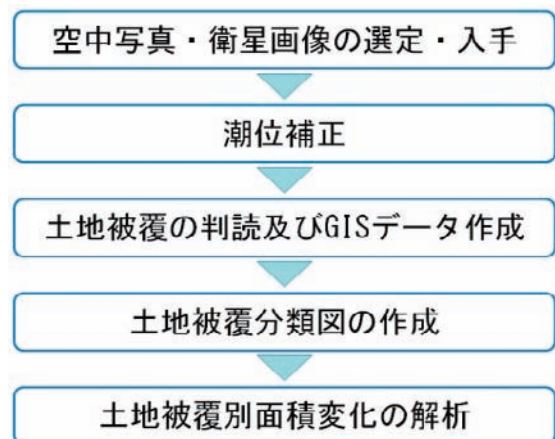 空中写真・衛星画像の選定・入手
潮位補正
土地被覆の判読及びGISデータ作成
土地被覆分類図の作成
土地被覆別面積変化の解析